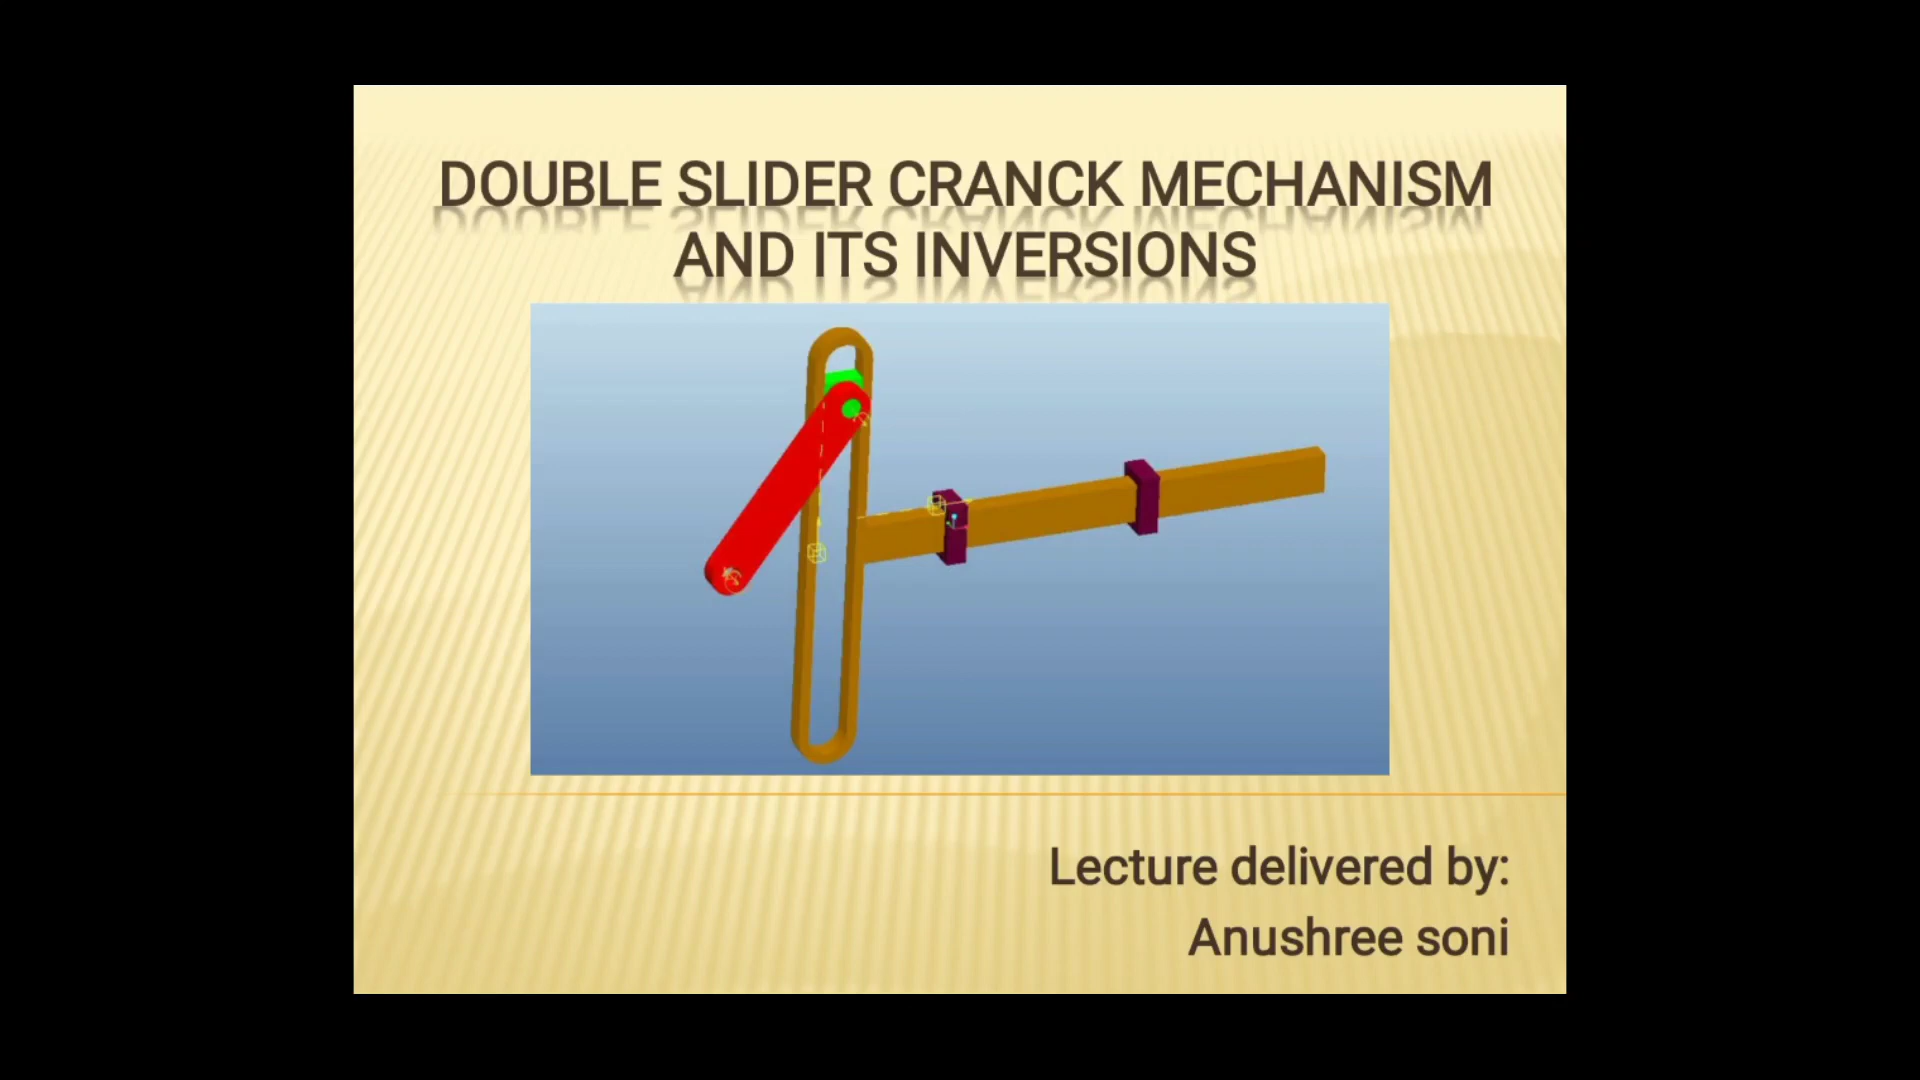 DOUBLE SLIDER CRANCK MECHANISM
AND ITS INVERSIONS
Lecture delivered by:
Anushree soni